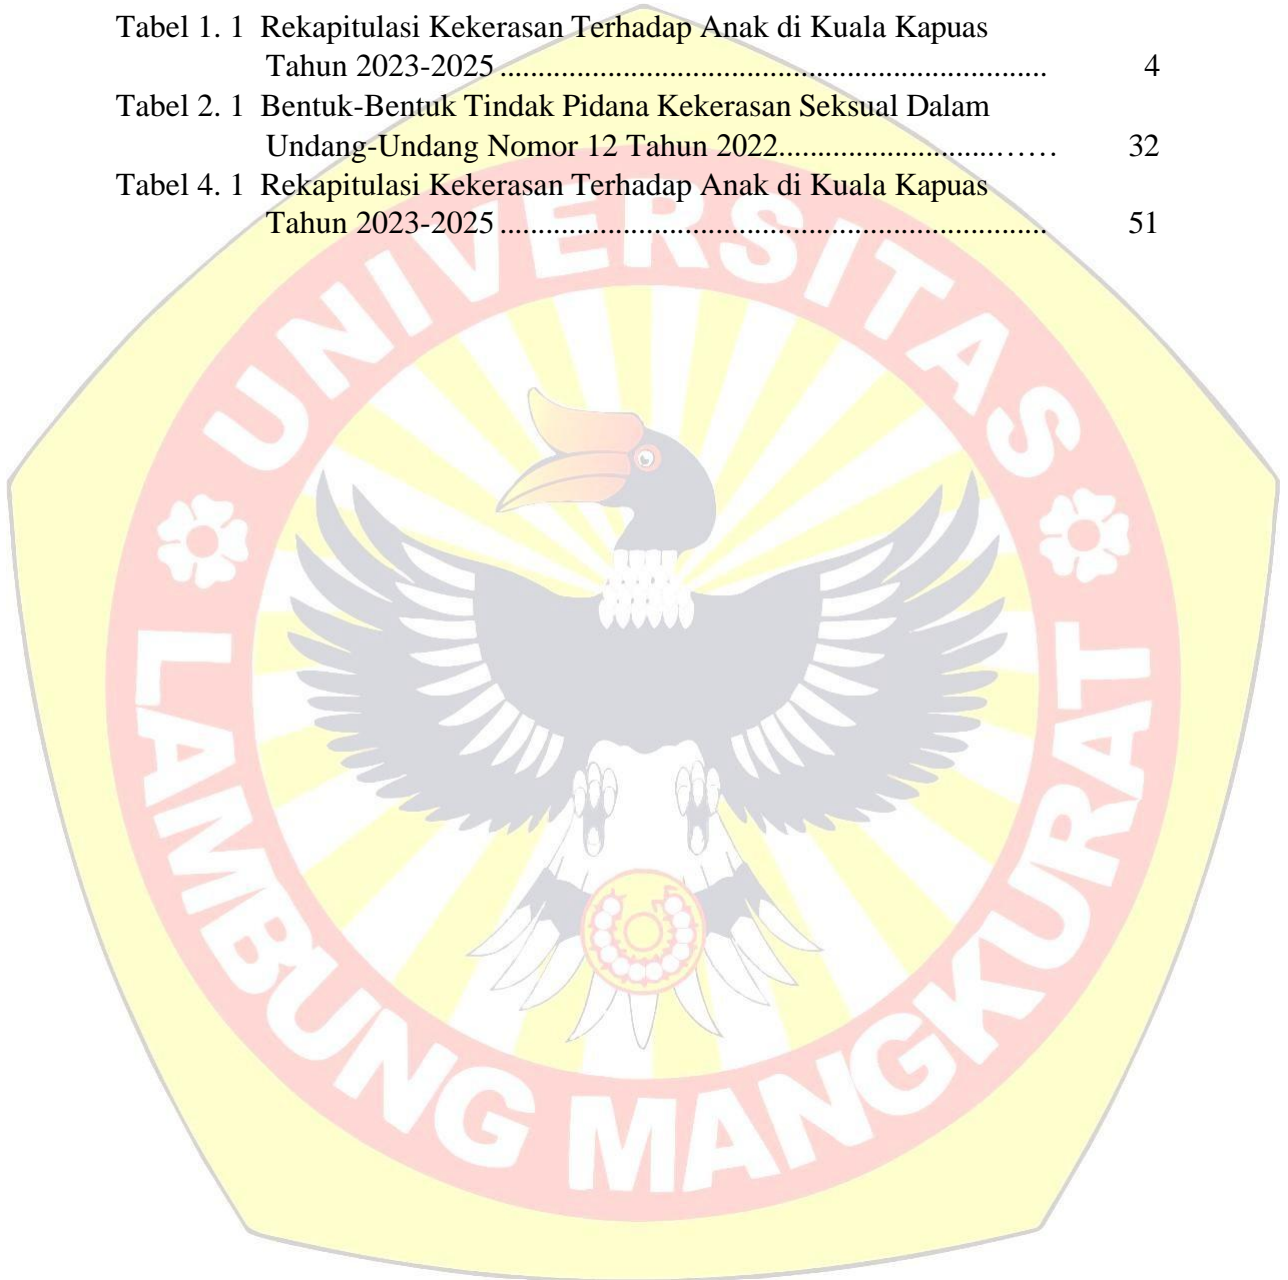 Tabel 1. 1 Rekapitulasi Kekerasan Terhadap Anak di Kuala Kapuas
Tahun 2023-2025 ........................................................................ 4
Tabel 2. 1 Bentuk-Bentuk Tindak Pidana Kekerasan Seksual Dalam
Undang-Undang Nomor 12 Tahun 2022............................…… 32
Tabel 4. 1 Rekapitulasi Kekerasan Terhadap Anak di Kuala Kapuas
Tahun 2023-2025 ........................................................................ 51
UNIVERSITAS
LAMBUNG MANGKURAT